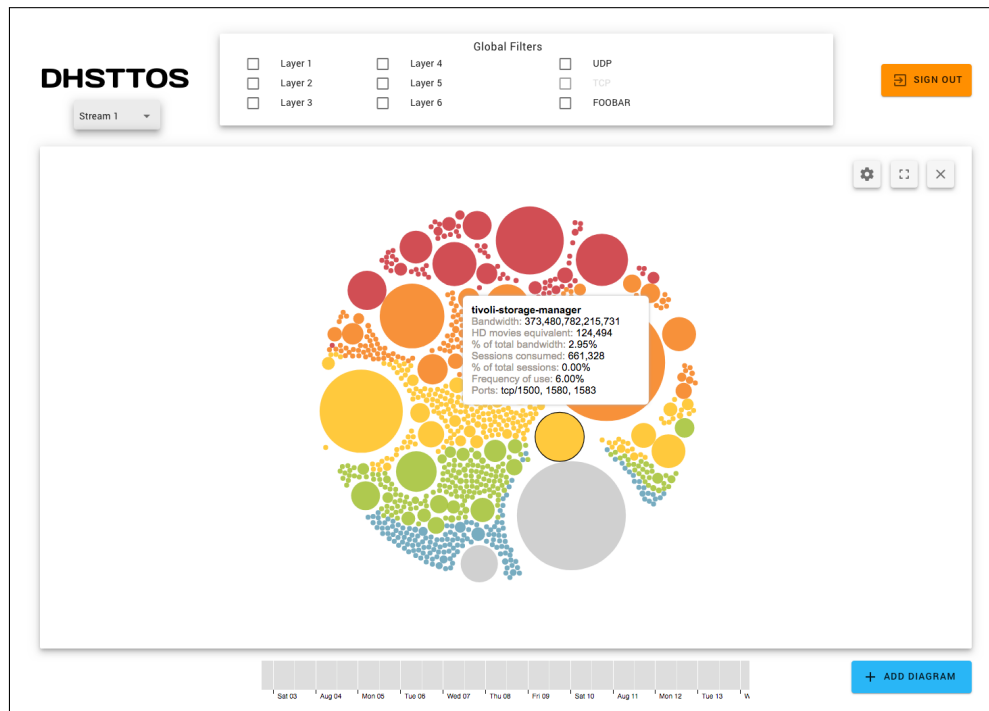 DHSTTOS
Stream 1
Global Filters
Layer 1 Layer 4 UDP
Layer 2 Layer 5 TCP
Layer 3 Layer 6 FOOBAR
SIGN OUT
tivoli-storage-manager
Bandwidth: 373,480,782,215,731
HD movies equivalent: 124,494
% of total bandwidth: 2.95%
Sessions consumed: 661,328
% of total sessions: 0.00%
Frequency of use: 6.00%
Ports: tcp/1500, 1580, 1583
Sat 03 Aug 04 Mon 05 Tue 06 Wed 07 Thu 08 Fri 09 Sat 10 Aug 11 Mon 12 Tue 13
+ ADD DIAGRAM